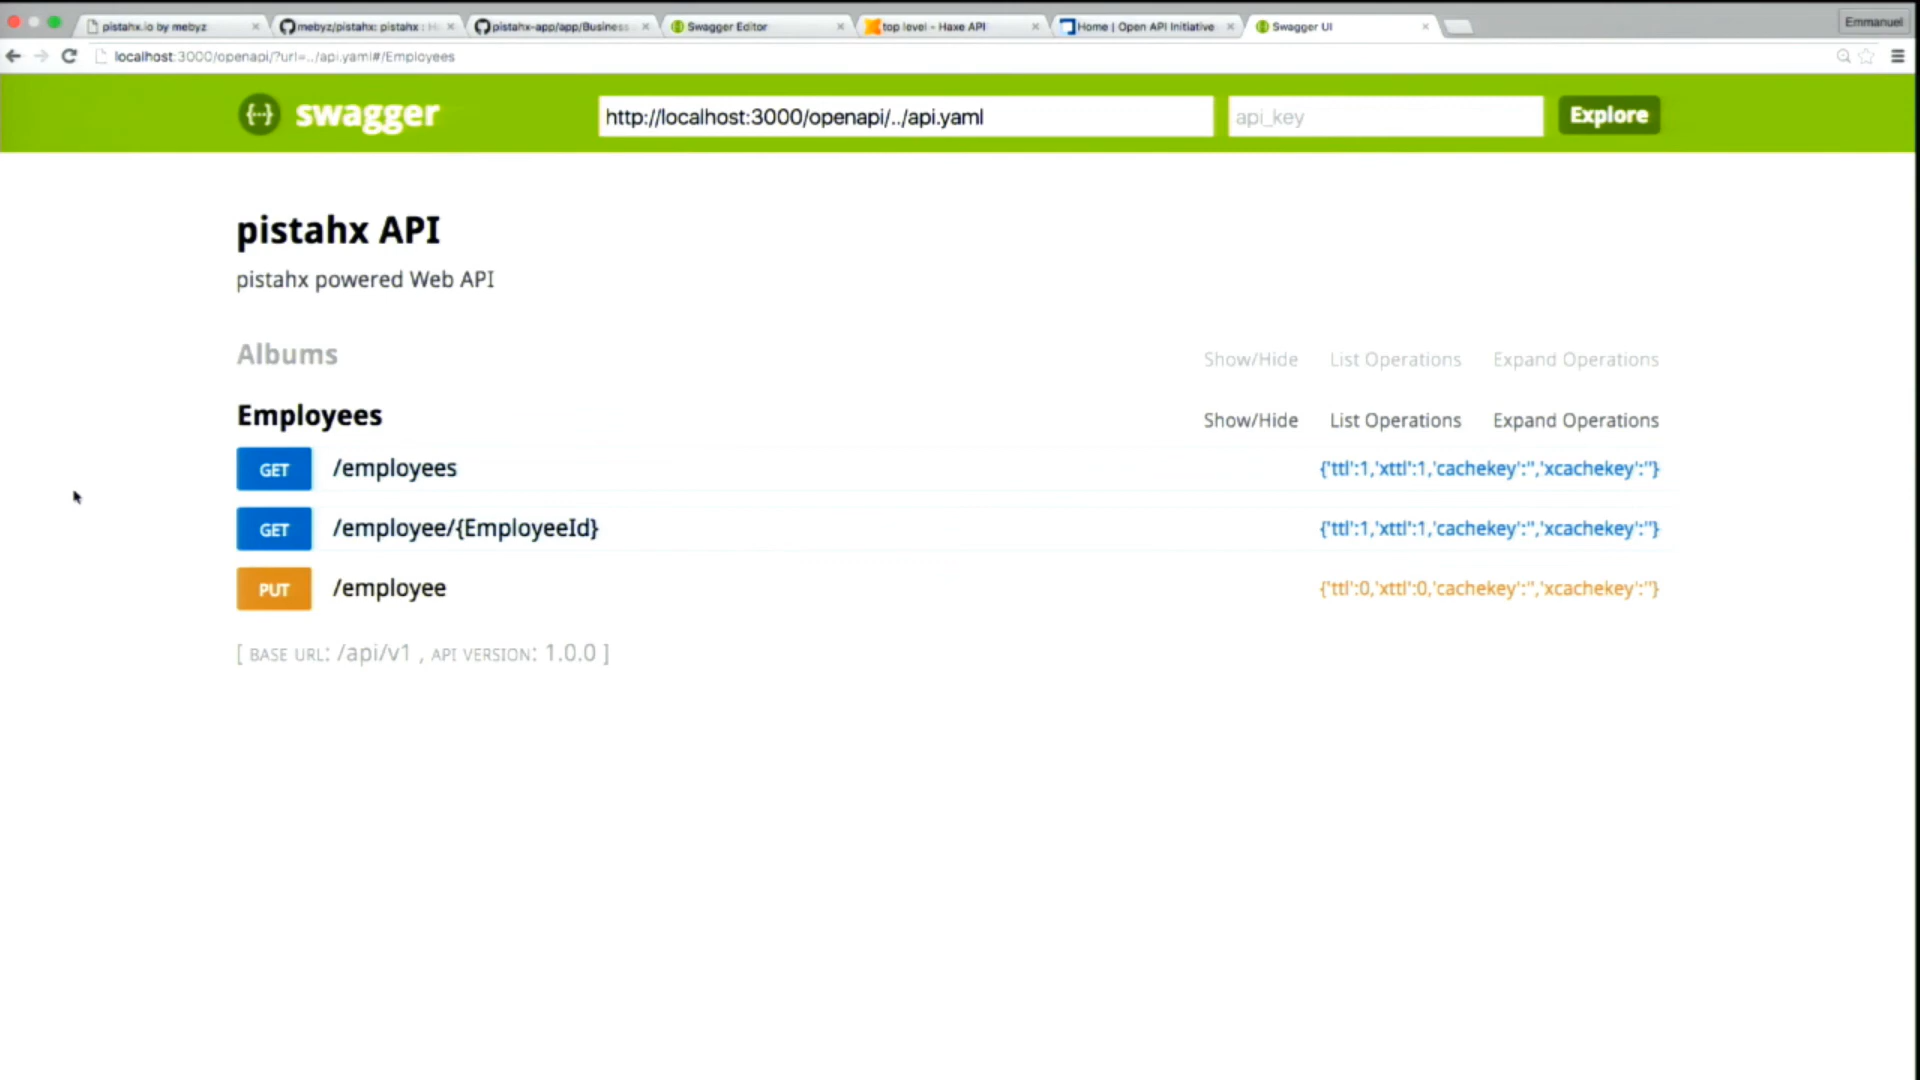 pistahx.io by mebyz
mebyz/pistahx: pistahx : H
pistahx-app/app/Business
Swagger Editor
top level - Haxe API
Home | Open API Initiative
Swagger UI
Emmanuel
localhost:3000/openapi/?url=../api.yaml#/Employees
{···} swagger
http://localhost:3000/openapi/../api.yaml
api_key
Explore
pistahx API
pistahx powered Web API
Albums
Show/Hide List Operations Expand Operations
Employees
Show/Hide List Operations Expand Operations
GET /employees {'ttl':1,'xttl':1,'cachekey':'','xcachekey':''}
GET /employee/{EmployeeId} {'ttl':1,'xttl':1,'cachekey':'','xcachekey':''}
PUT /employee {'ttl':0,'xttl':0,'cachekey':'','xcachekey':''}
[ BASE URL: /api/v1 , API VERSION: 1.0.0 ]